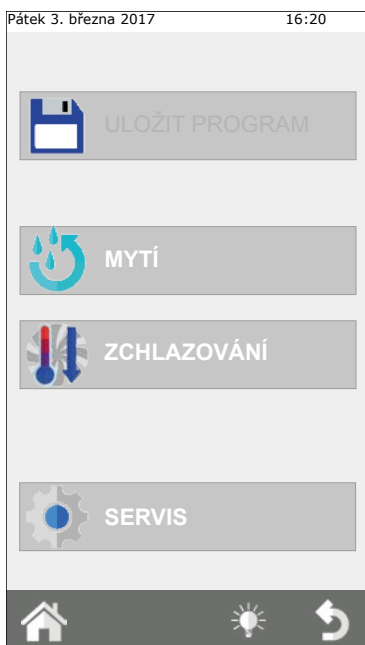 Pátek 3. března 2017 16:20
ULOŽIT PROGRAM
MYTÍ
ZCHLAZOVÁNÍ
SERVIS